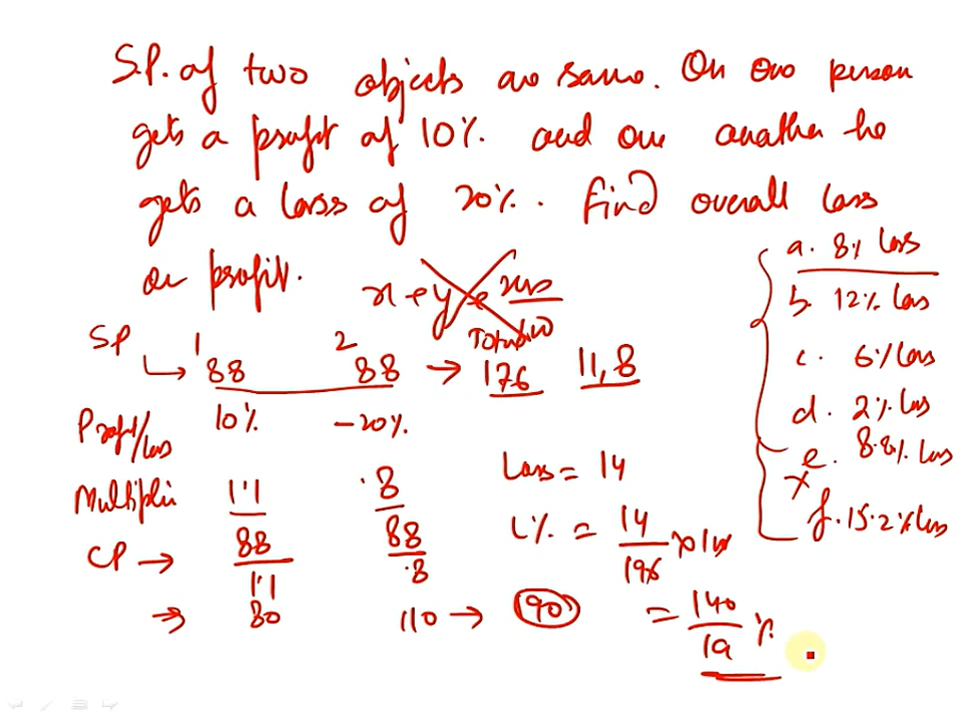 S.P. of two objects are same. On one person
gets a profit of 10%. and on another he
gets a loss of 20%. Find overall loss
or profit.
x + y +
a. 8% loss
b. 12% loss
c. 6% loss
d. 2% loss
e. 8.8% loss
x
f. 15.2% loss
SP
1 2
88 88 → 176 11,8
Profit/loss 10% -20%
Multiplie 1.1 .8
CP → 88/1.1 88/.8
⇒ 80 110 → 190
Loss = 14
L% = 14/196 × 100
= 140/19 %